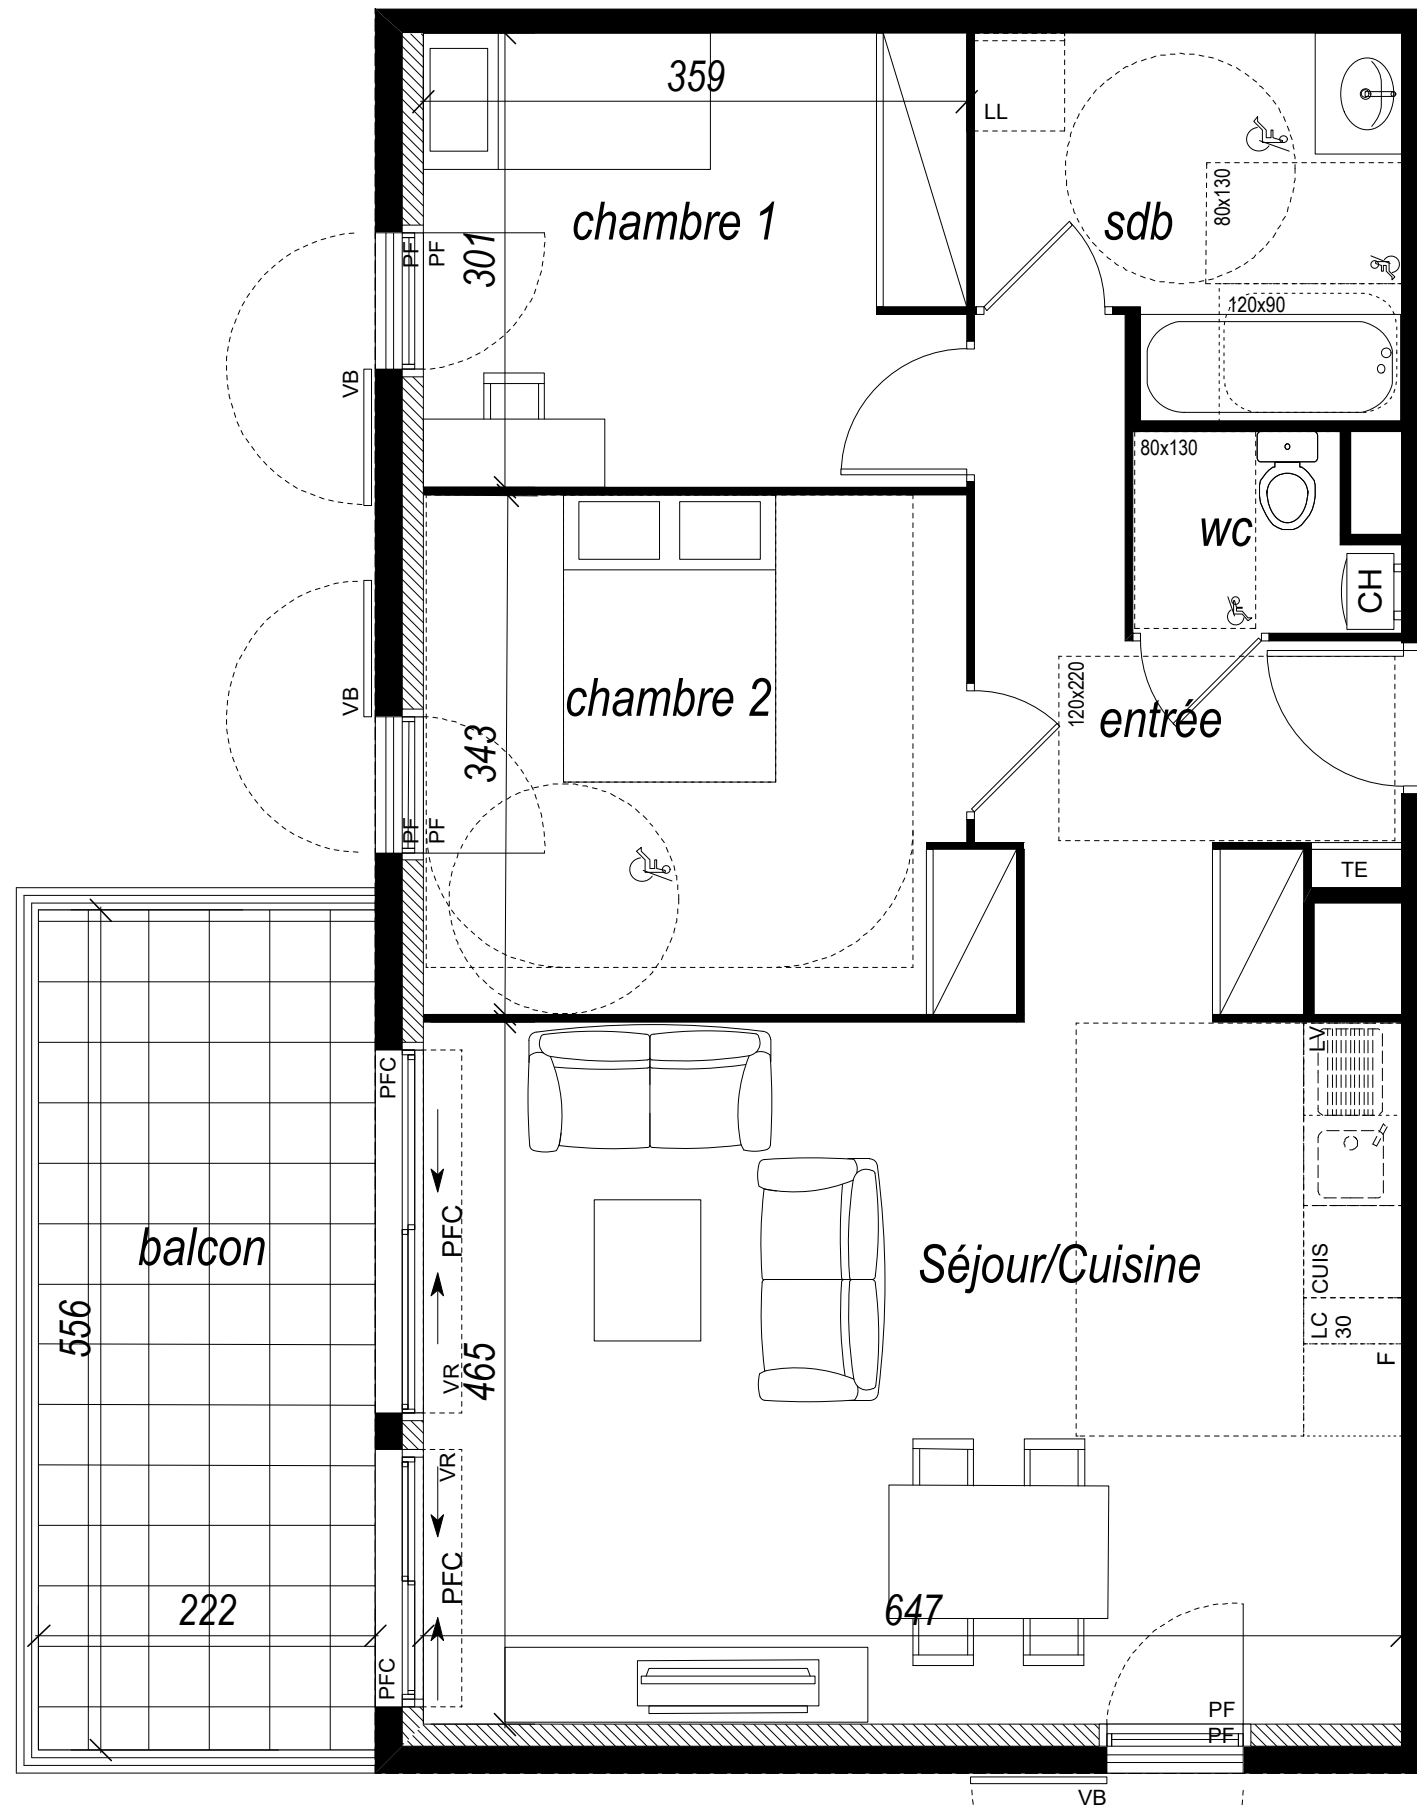 359
LL
80x130
chambre 1
sdb
301
PF
PF
120x90
VB
80x130
wc
CH
VB
chambre 2
120x220
entrée
343
PF
PF
TE
PFC
LV
PFC
balcon
Séjour/Cuisine
CUIS
556
LC
30
VR
465
F
VR
PFC
222
647
PFC
PF
PF
VB